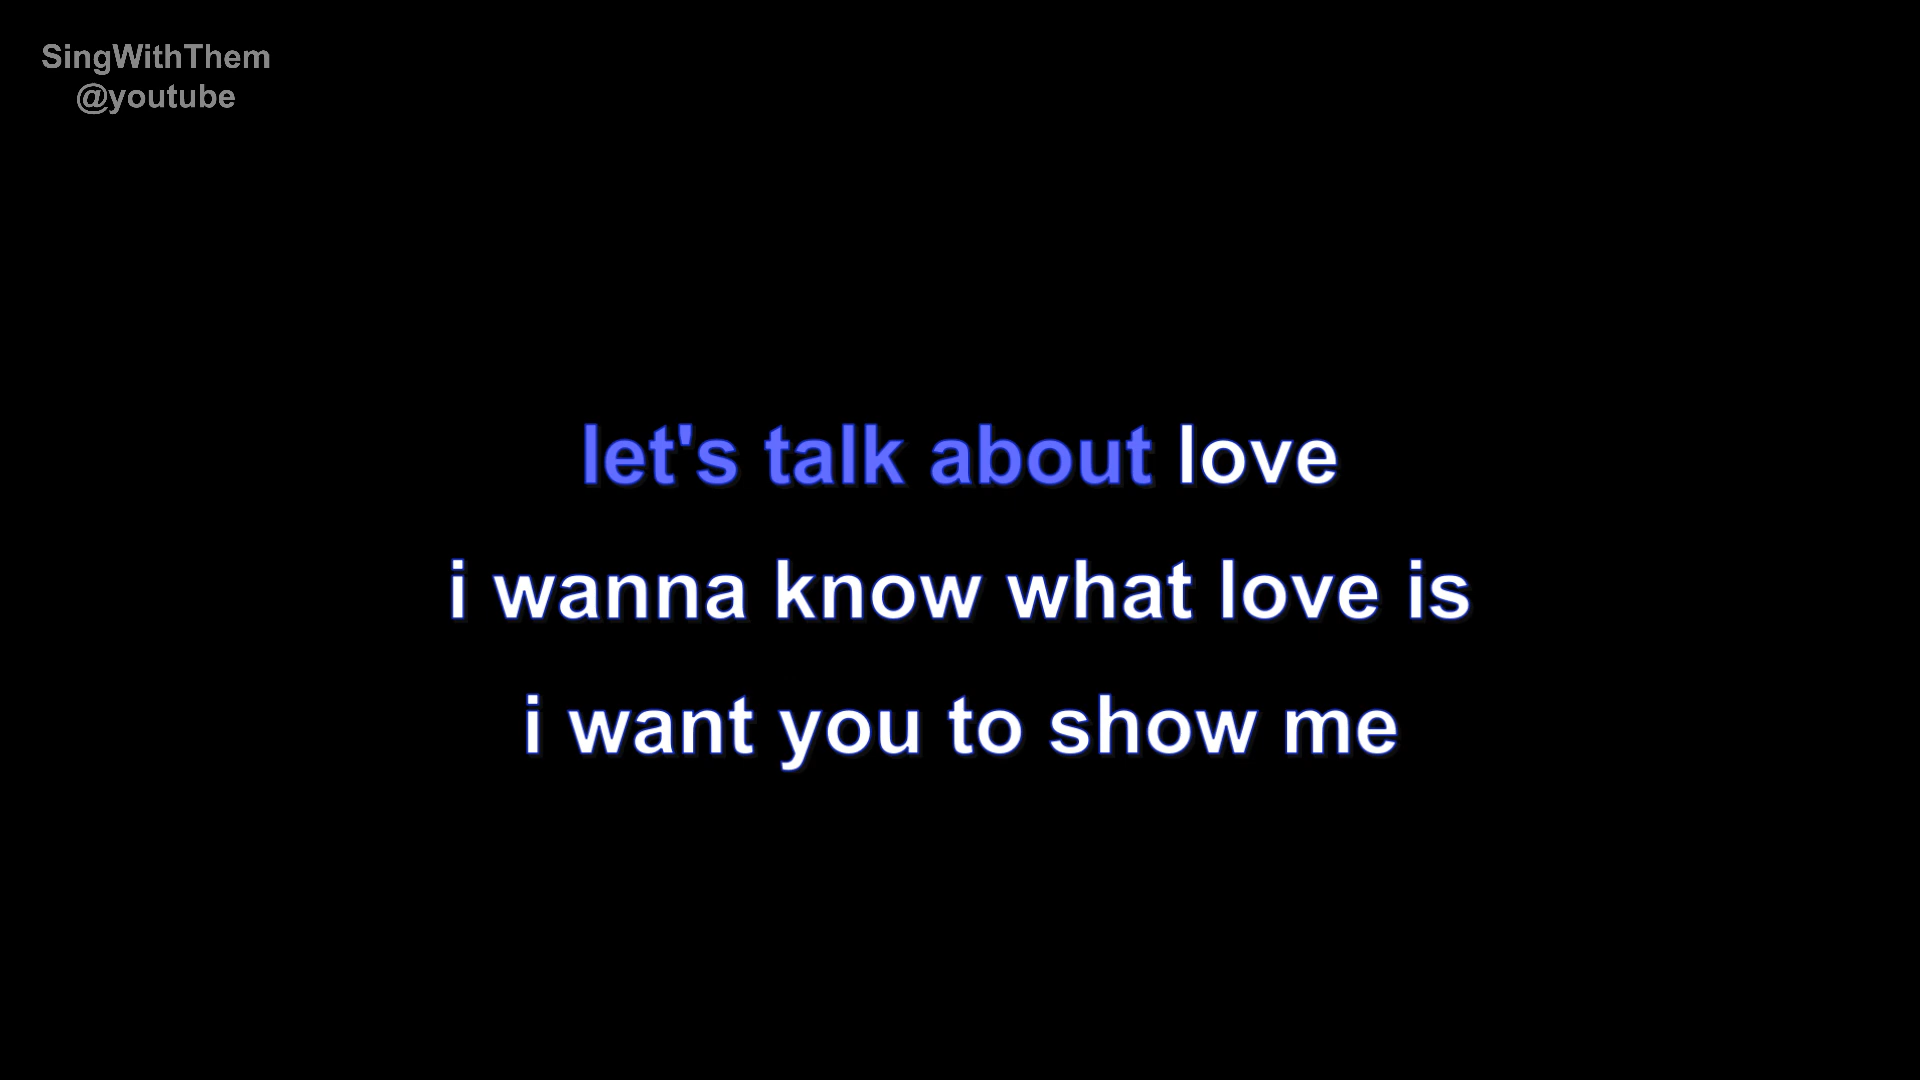 SingWithThem
@youtube
let's talk about love
i wanna know what love is
i want you to show me